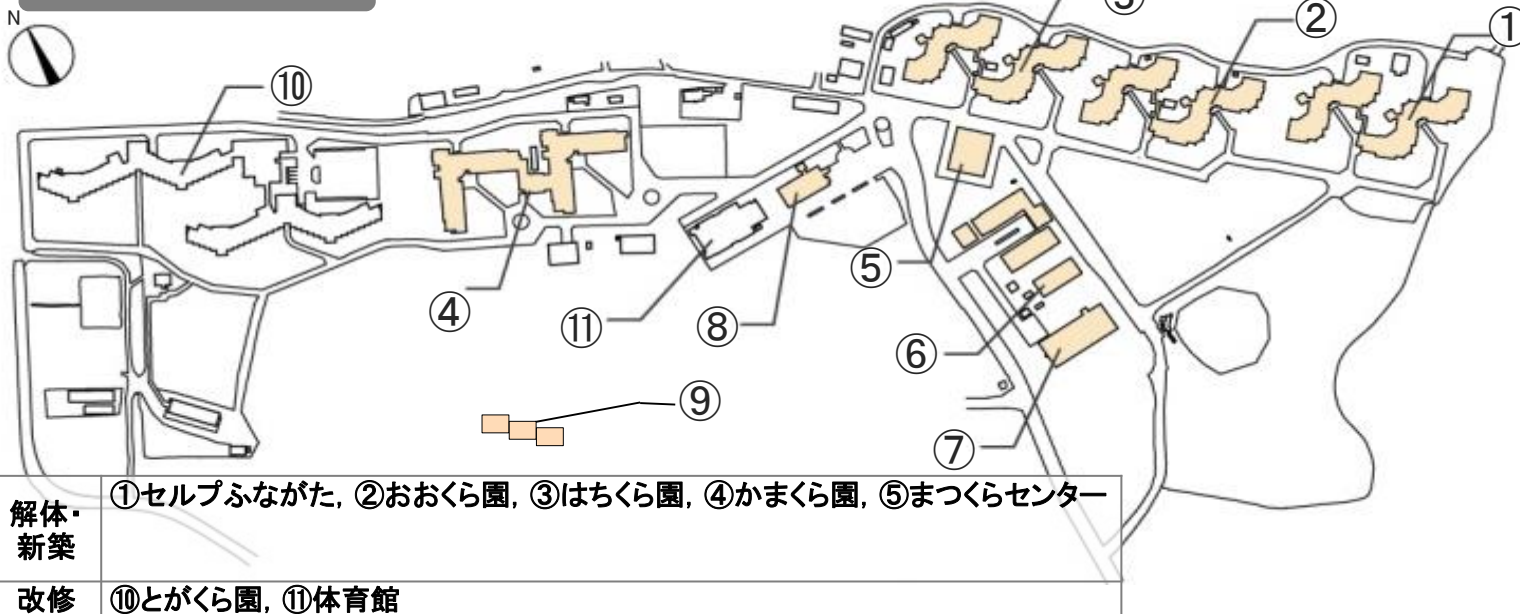 N
③
②
①
⑩
④
⑪
⑧
⑤
⑥
⑦
⑨
解体・
新築
①セルプふながた, ②おおくら園, ③はちくら園, ④かまくら園, ⑤まつくらセンター
改修
⑩とがくら園, ⑪体育館